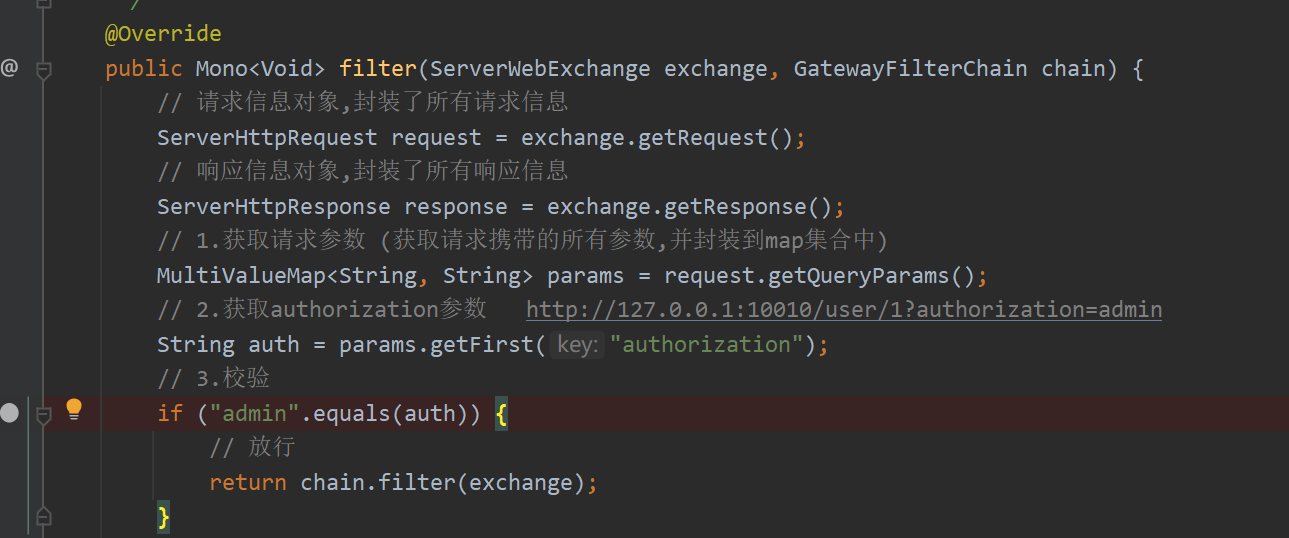 /
@Override
public Mono<Void> filter(ServerWebExchange exchange, GatewayFilterChain chain) {
// 请求信息对象,封装了所有请求信息
ServerHttpRequest request = exchange.getRequest();
// 响应信息对象,封装了所有响应信息
ServerHttpResponse response = exchange.getResponse();
// 1.获取请求参数 (获取请求携带的所有参数,并封装到map集合中)
MultiValueMap<String, String> params = request.getQueryParams();
// 2.获取authorization参数   http://127.0.0.1:10010/user/1?authorization=admin
String auth = params.getFirst( key: "authorization");
// 3.校验
if ("admin".equals(auth)) {
// 放行
return chain.filter(exchange);
}